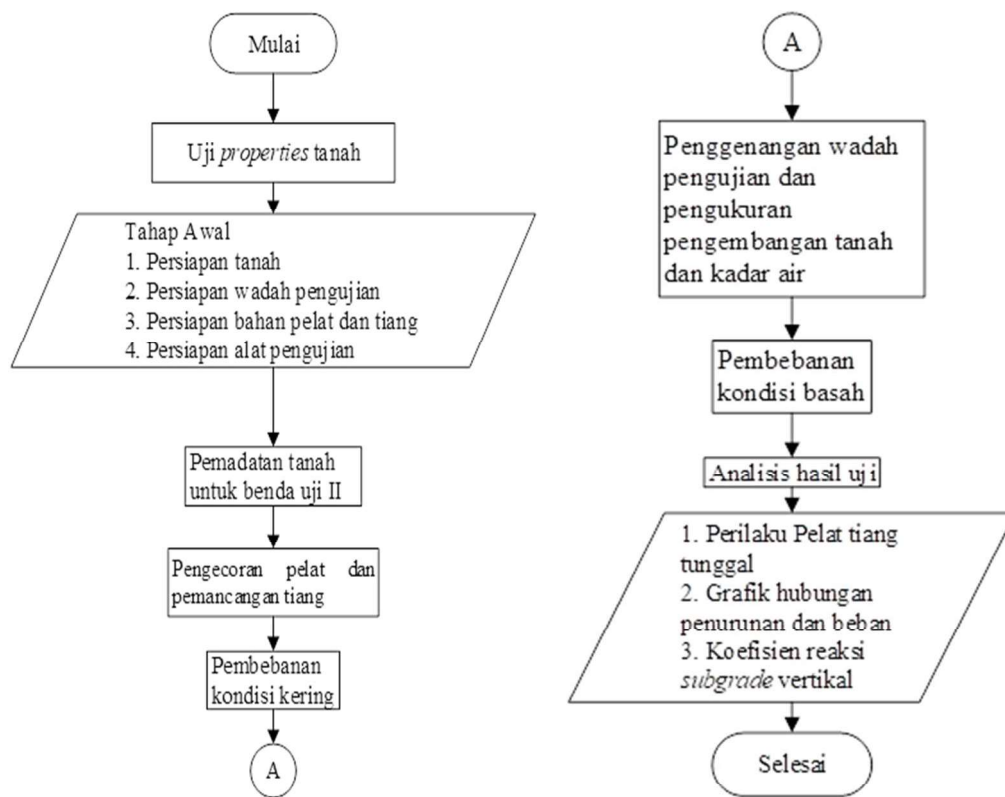 Mulai
Uji properties tanah
Tahap Awal
1. Persiapan tanah
2. Persiapan wadah pengujian
3. Persiapan bahan pelat dan tiang
4. Persiapan alat pengujian
Pemadatan tanah
untuk benda uji II
Pengecoran pelat dan
pemancangan tiang
Pembebanan
kondisi kering
A
A
Penggenangan wadah
pengujian dan
pengukuran
pengembangan tanah
dan kadar air
Pembebanan
kondisi basah
Analisis hasil uji
1. Perilaku Pelat tiang
tunggal
2. Grafik hubungan
penurunan dan beban
3. Koefisien reaksi
subgrade vertikal
Selesai